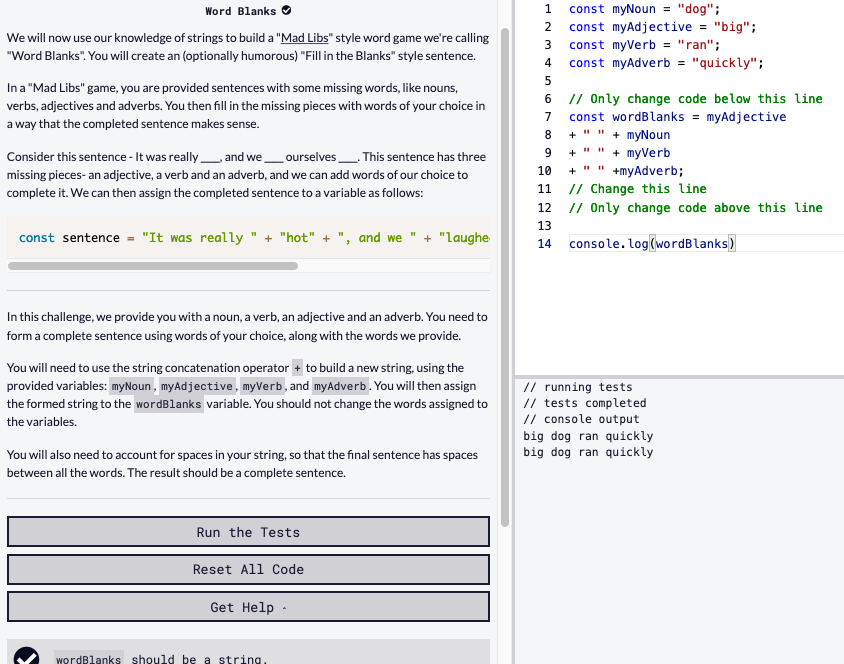 Word Blanks
We will now use our knowledge of strings to build a "Mad Libs" style word game we're calling
"Word Blanks". You will create an (optionally humorous) "Fill in the Blanks" style sentence.
In a "Mad Libs" game, you are provided sentences with some missing words, like nouns,
verbs, adjectives and adverbs. You then fill in the missing pieces with words of your choice in
a way that the completed sentence makes sense.
Consider this sentence - It was really ____, and we ____ ourselves ____. This sentence has three
missing pieces- an adjective, a verb and an adverb, and we can add words of our choice to
complete it. We can then assign the completed sentence to a variable as follows:
const sentence = "It was really " + "hot" + ", and we " + "laughe
In this challenge, we provide you with a noun, a verb, an adjective and an adverb. You need to
form a complete sentence using words of your choice, along with the words we provide.
You will need to use the string concatenation operator + to build a new string, using the
provided variables: myNoun, myAdjective, myVerb, and myAdverb. You will then assign
the formed string to the wordBlanks variable. You should not change the words assigned to
the variables.
You will also need to account for spaces in your string, so that the final sentence has spaces
between all the words. The result should be a complete sentence.
Run the Tests
Reset All Code
Get Help -
wordBlanks should be a string.
1 const myNoun = "dog";
2 const myAdjective = "big";
3 const myVerb = "ran";
4 const myAdverb = "quickly";
5
6 // Only change code below this line
7 const wordBlanks = myAdjective
8 + " " + myNoun
9 + " " + myVerb
10 + " " +myAdverb;
11 // Change this line
12 // Only change code above this line
13
14 console.log(wordBlanks)
// running tests
// tests completed
// console output
big dog ran quickly
big dog ran quickly